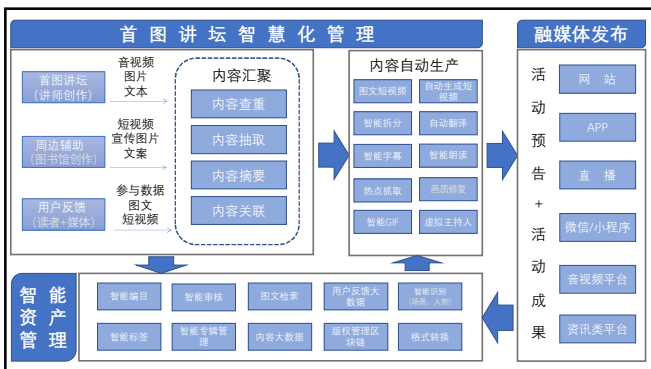 首图讲坛智慧化管理
融媒体发布
首图讲坛
(讲师创作)
音视频
图片
文本
周边辅助
(图书馆创作)
短视频
宣传图片
文案
用户反馈
(读者+媒体)
参与数据
图文
短视频
内容汇聚
内容查重
内容抽取
内容摘要
内容关联
内容自动生产
图文短视频
自动生成短
视频
智能拆分
自动翻译
智能字幕
智能朗读
热点抓取
画质修复
智能GIF
虚拟主持人
活动预告+活动成果
网 站
APP
直 播
微信/小程序
音视频平台
资讯类平台
智 能
资 产
管 理
智能编目
智能审核
图文检索
用户反馈大
数据
智能识别
(场景、人物)
智能标签
智能专辑管
理
内容大数据
版权管理区
块链
格式转换